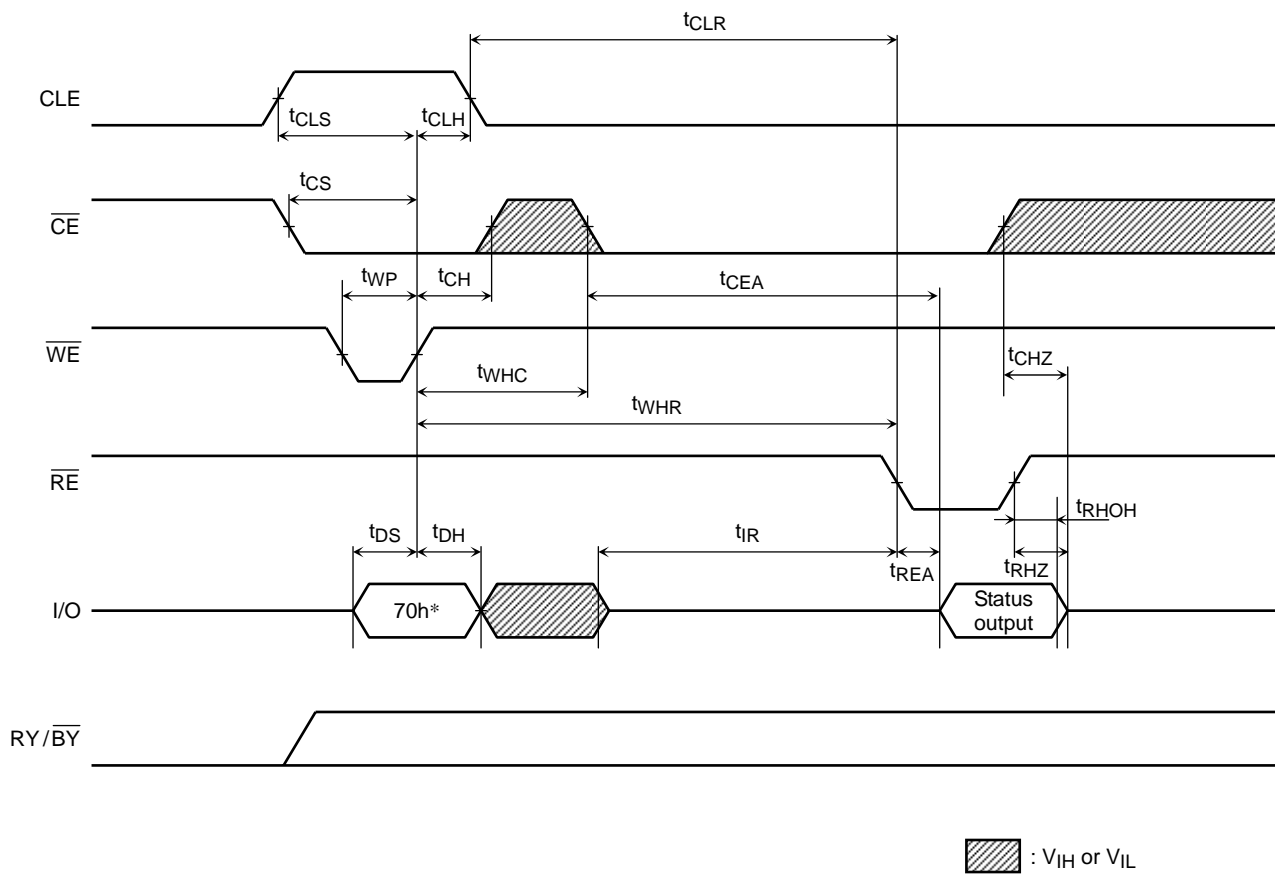 tCLR
CLE
tCLS
tCLH
tCS
CE
tWP
tCH
tCEA
WE
tCHZ
tWHC
tWHR
RE
tRHOH
tDS
tDH
tIR
tREA
tRHZ
I/O
70h*
Status
output
RY/BY
: VIH or VIL